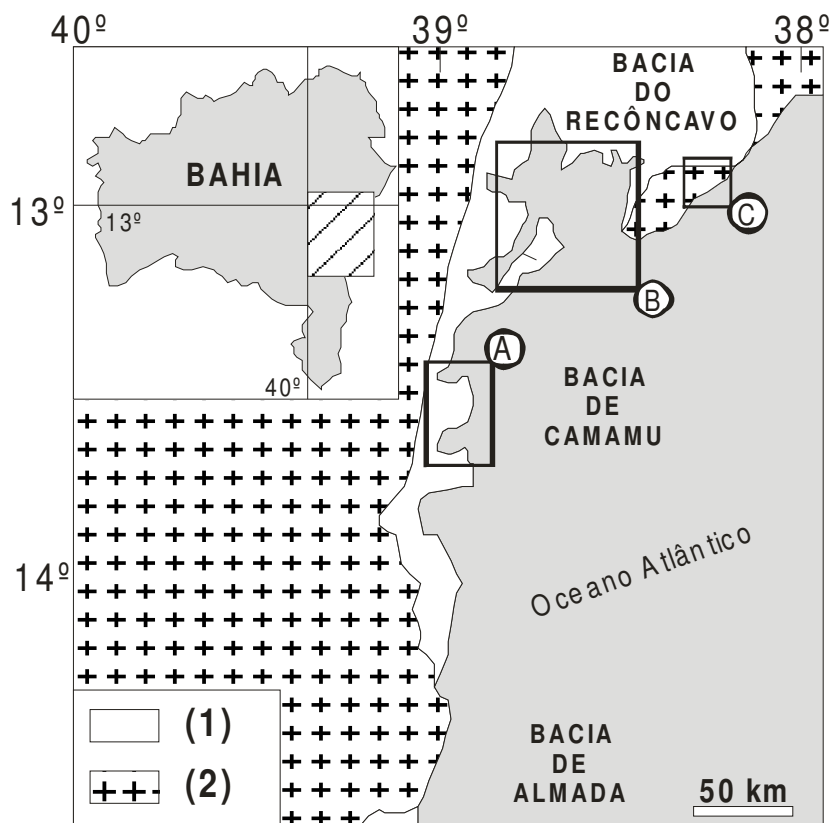 40º 39º 38º
BACIA
DO
RECÔNCAVO
BAHIA
13º
13º
C
B
A
40º
BACIA
DE
CAMAMU
14º
Oceano Atlântico
(1)
(2)
BACIA
DE
ALMADA
50 km